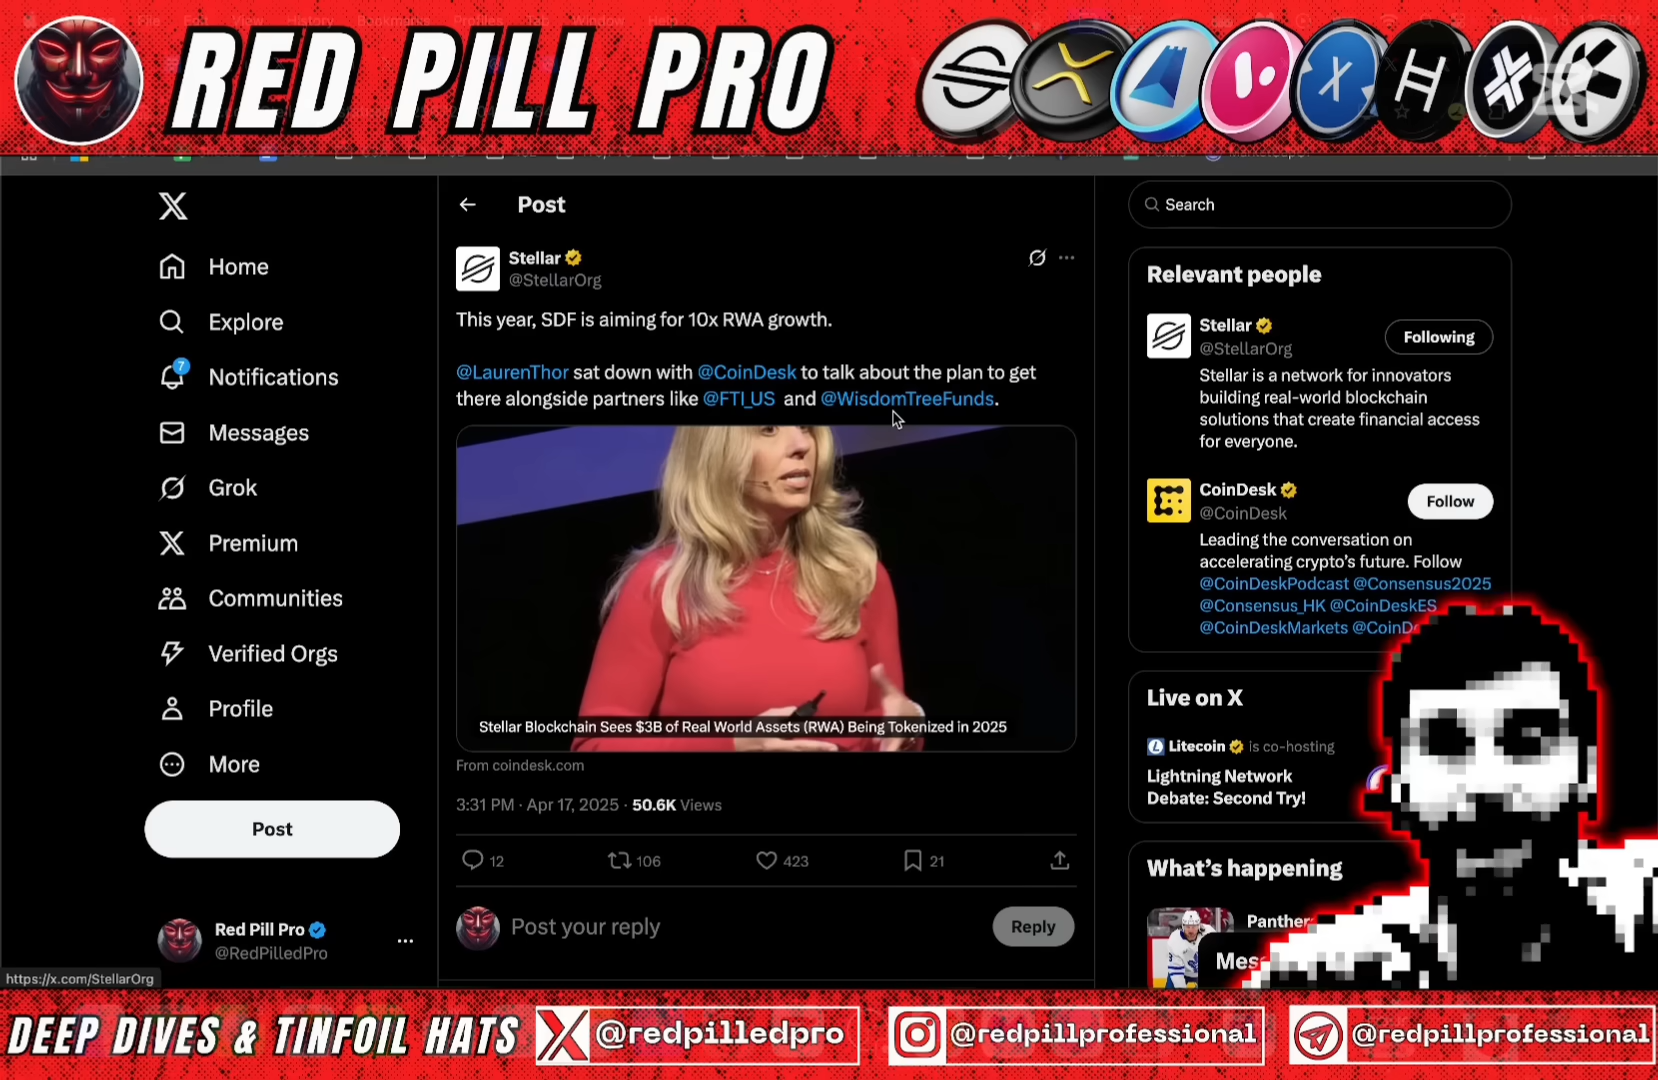 RED PILL PRO
Post
Search
Home
Explore
7
Notifications
Messages
Grok
Premium
Communities
Verified Orgs
Profile
More
Post
Red Pill Pro
@RedPilledPro
https://x.com/StellarOrg
Stellar
@StellarOrg
This year, SDF is aiming for 10x RWA growth.
@LaurenThor sat down with @CoinDesk to talk about the plan to get
there alongside partners like @FTI_US and @WisdomTreeFunds.
Stellar Blockchain Sees $3B of Real World Assets (RWA) Being Tokenized in 2025
From coindesk.com
3:31 PM · Apr 17, 2025 · 50.6K Views
12
106
423
21
Post your reply
Reply
Relevant people
Stellar
@StellarOrg
Following
Stellar is a network for innovators
building real-world blockchain
solutions that create financial access
for everyone.
CoinDesk
@CoinDesk
Follow
Leading the conversation on
accelerating crypto's future. Follow
@CoinDeskPodcast @Consensus2025
@Consensus_HK @CoinDeskES
@CoinDeskMarkets @CoinD
Live on X
Litecoin is co-hosting
Lightning Network
Debate: Second Try!
What's happening
Panther
Mes
DEEP DIVES & TINFOIL HATS
@redpilledpro
@redpillprofessional
@redpillprofessional